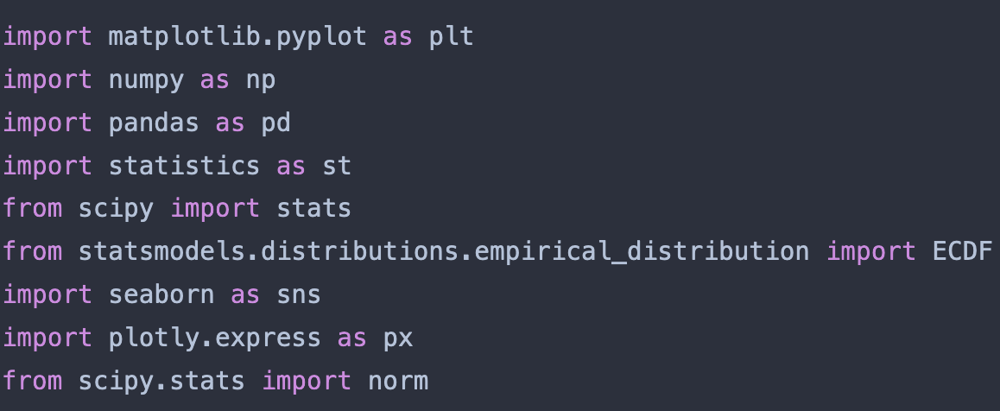 import matplotlib.pyplot as plt
import numpy as np
import pandas as pd
import statistics as st
from scipy import stats
from statsmodels.distributions.empirical_distribution import ECDF
import seaborn as sns
import plotly.express as px
from scipy.stats import norm